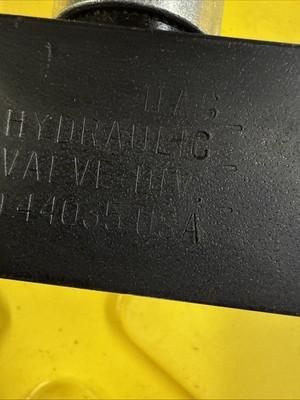 HYDRAULIC
VALVE DIV.
44035 USA